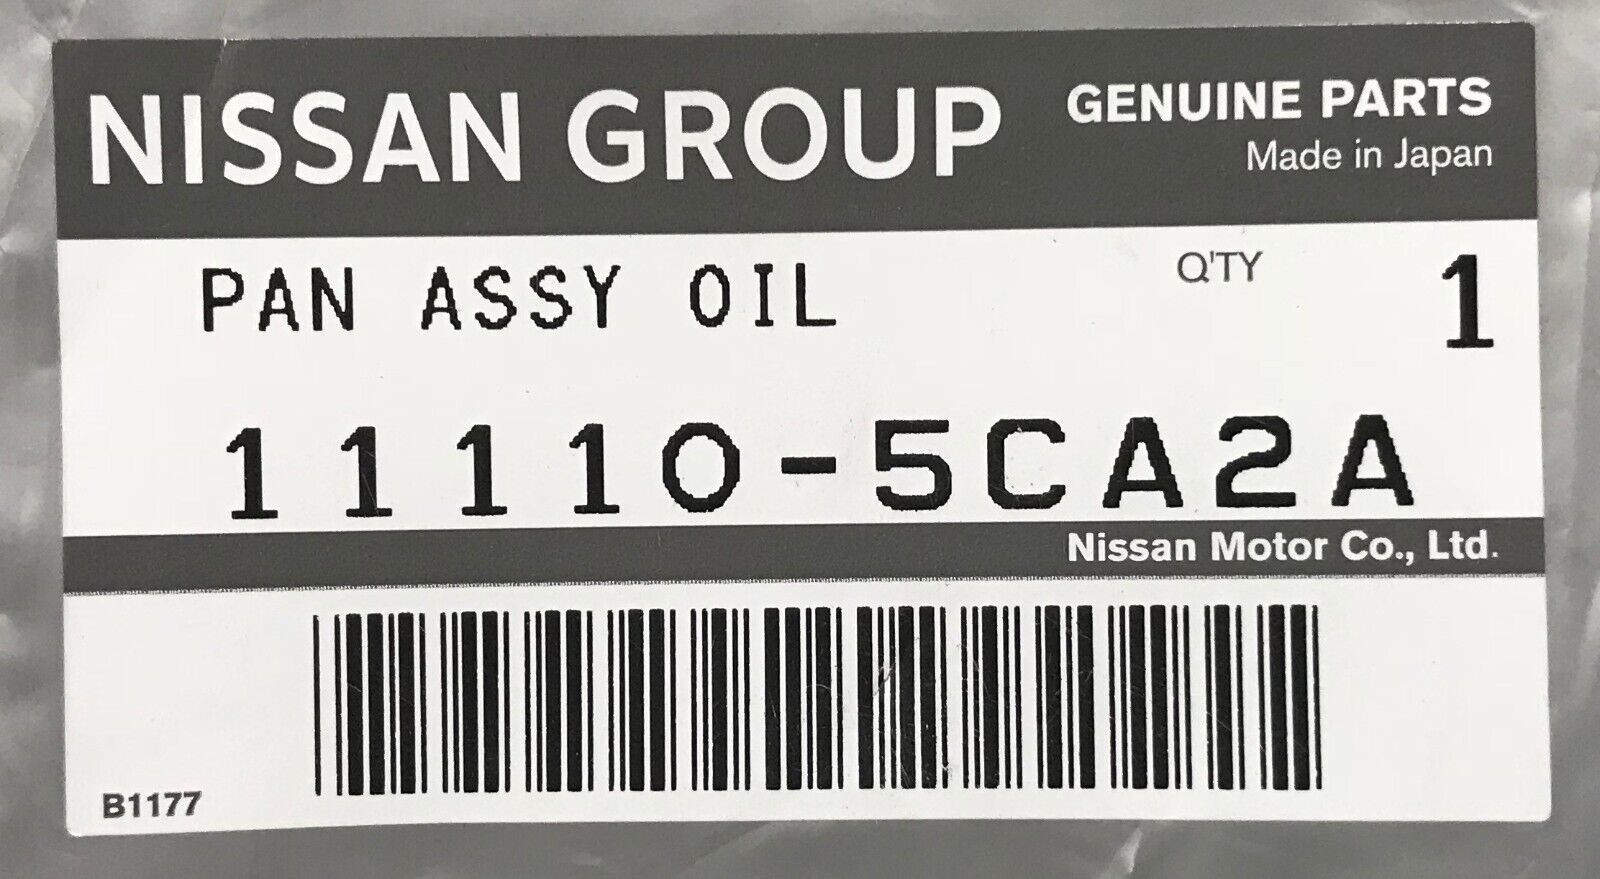 NISSAN GROUP
GENUINE PARTS
Made in Japan
PAN ASSY OIL
Q'TY 1
11110-5CA2A
Nissan Motor Co., Ltd.
B1177